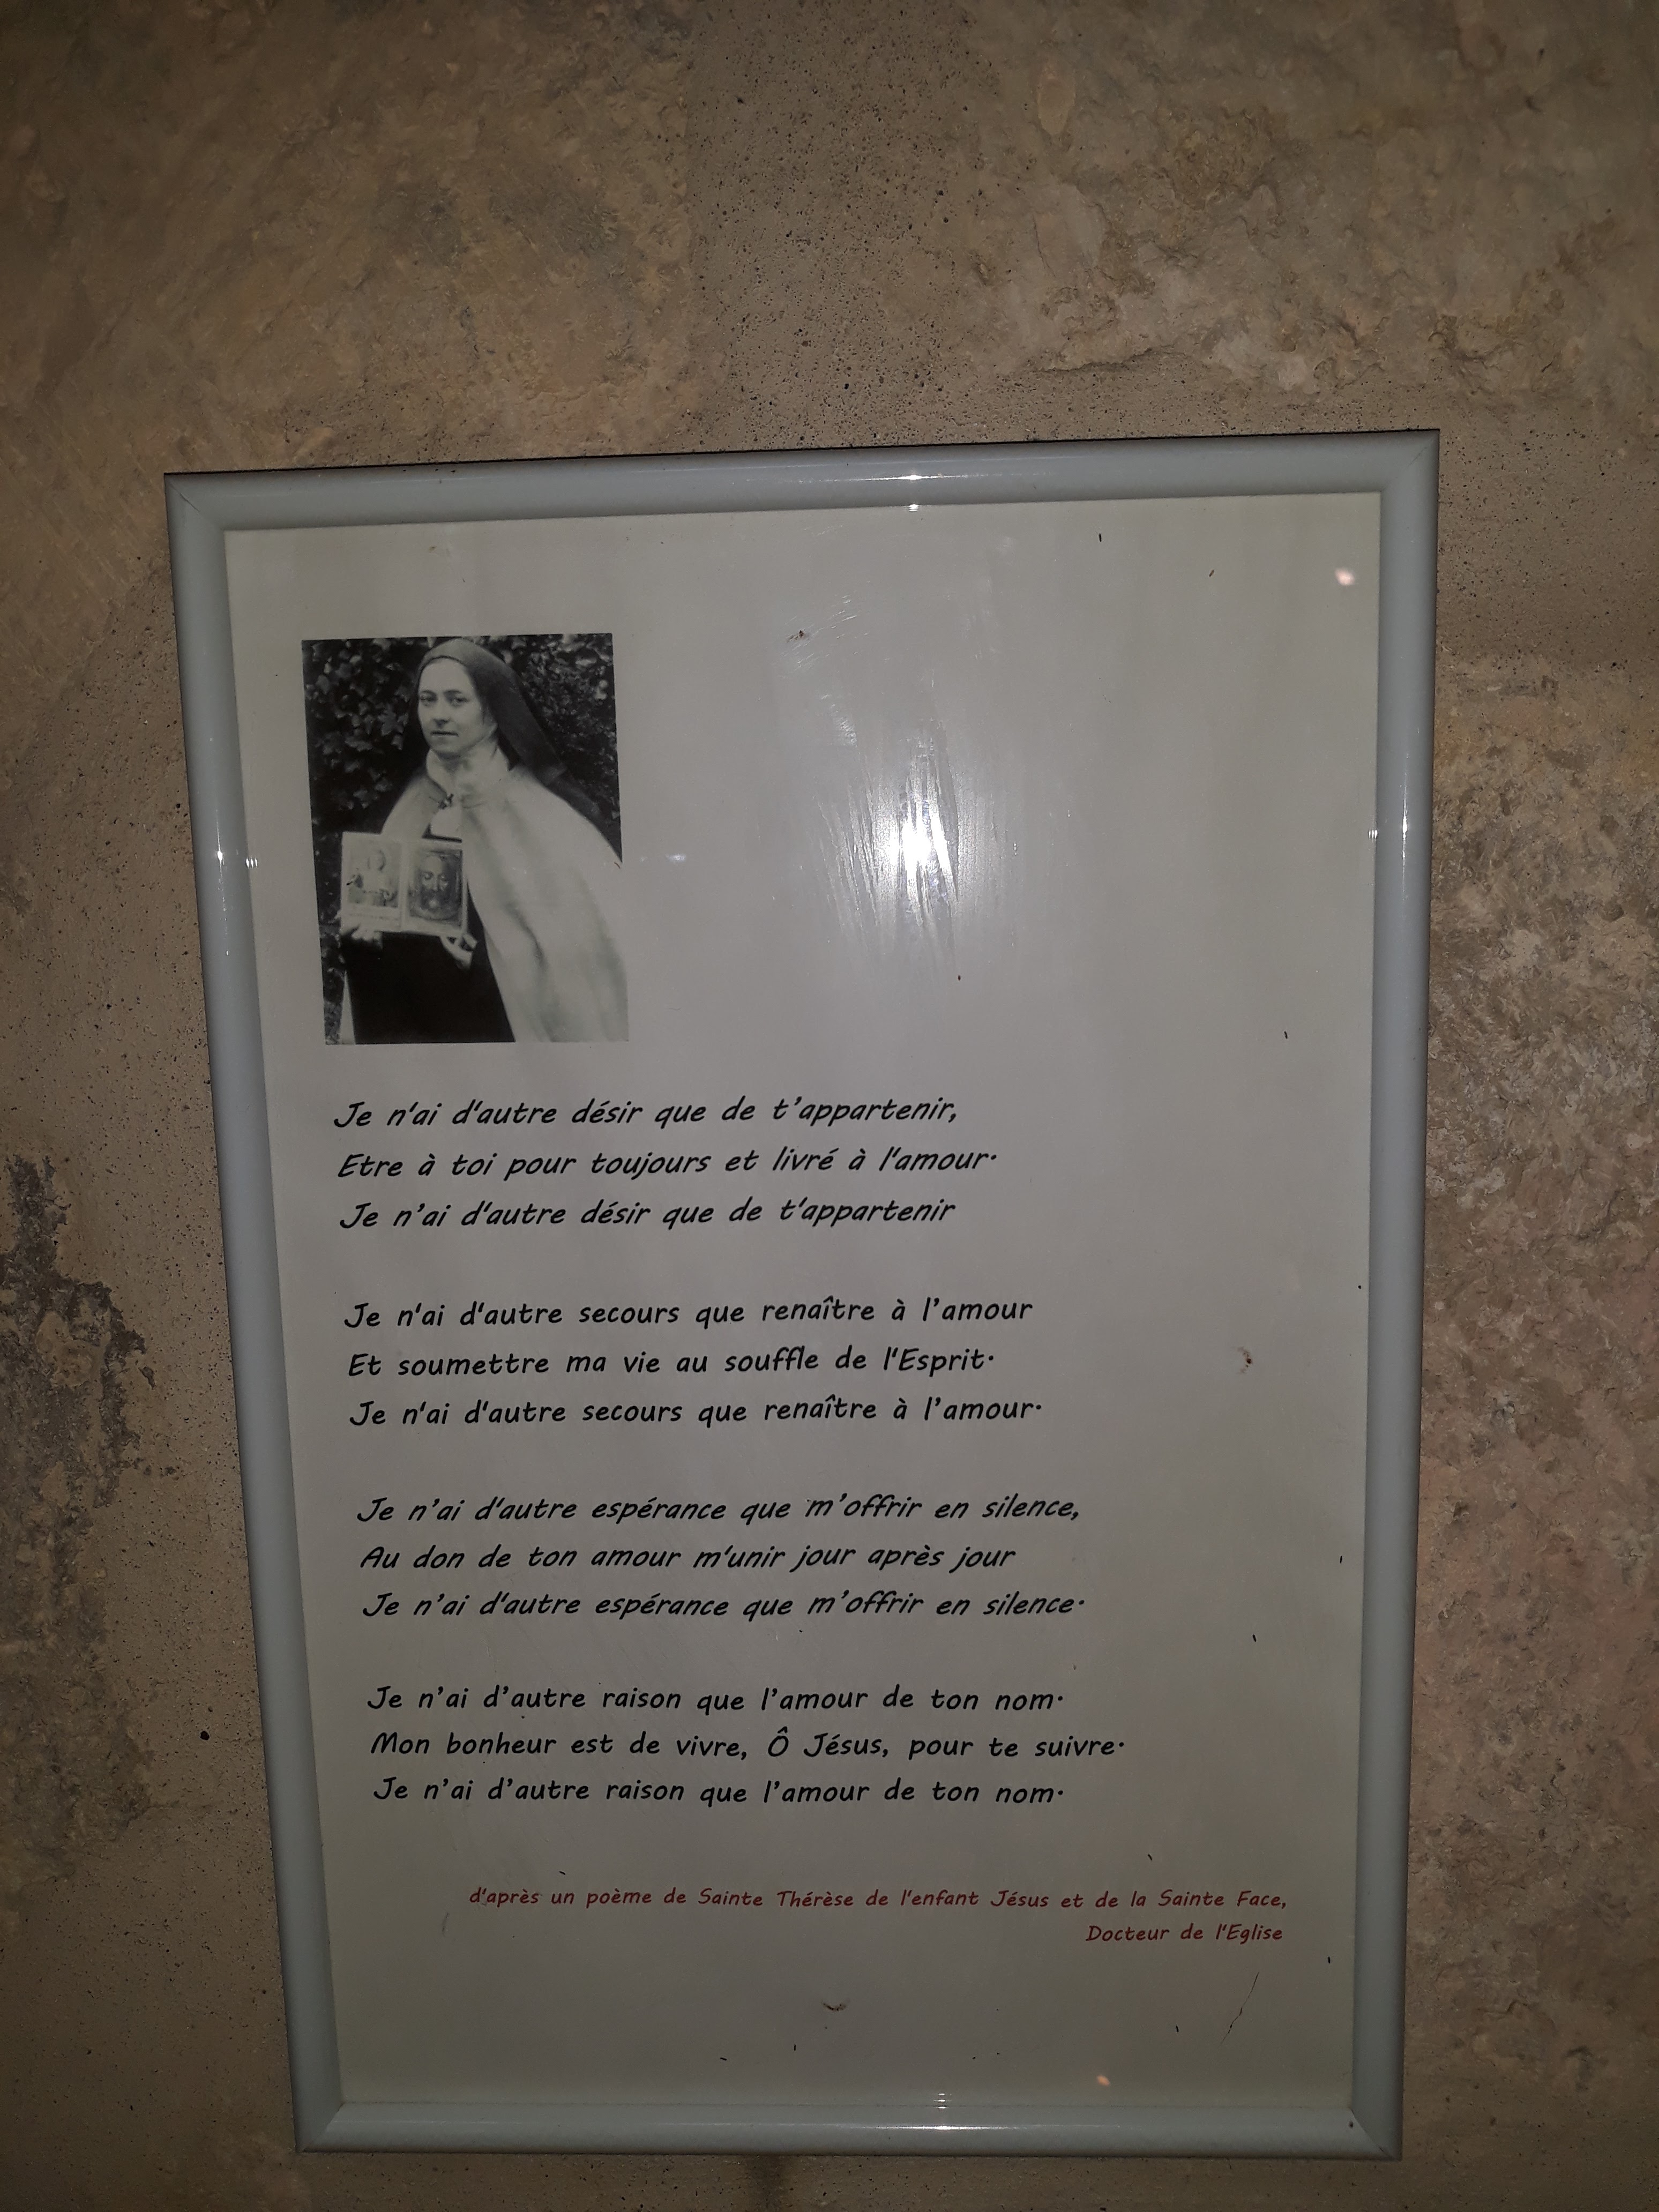 Je n'ai d'autre désir que de t'appartenir,
Etre à toi pour toujours et livré à l'amour.
Je n'ai d'autre désir que de t'appartenir
Je n'ai d'autre secours que renaître à l'amour
Et soumettre ma vie au souffle de l'Esprit.
Je n'ai d'autre secours que renaître à l'amour.
Je n'ai d'autre espérance que m'offrir en silence,
Au don de ton amour m'unir jour après jour
Je n'ai d'autre espérance que m'offrir en silence.
Je n'ai d'autre raison que l'amour de ton nom.
Mon bonheur est de vivre, Ô Jésus, pour te suivre.
Je n'ai d'autre raison que l'amour de ton nom.
d'après un poème de Sainte Thérèse de l'enfant Jésus et de la Sainte Face,
Docteur de l'Eglise